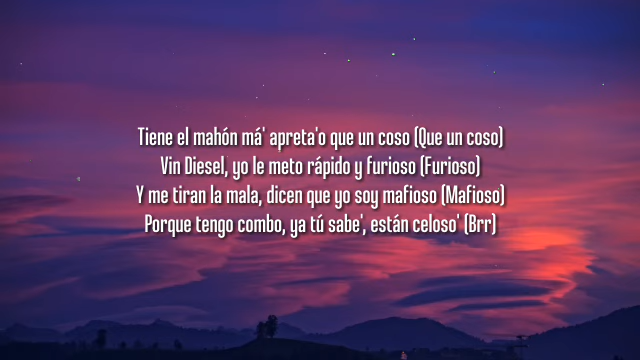 Tiene el mahón má' apreta'o que un coso (Que un coso)
Vin Diesel, yo le meto rápido y furioso (Furioso)
Y me tiran la mala, dicen que yo soy mafioso (Mafioso)
Porque tengo combo, ya tú sabe', están celoso' (Brr)